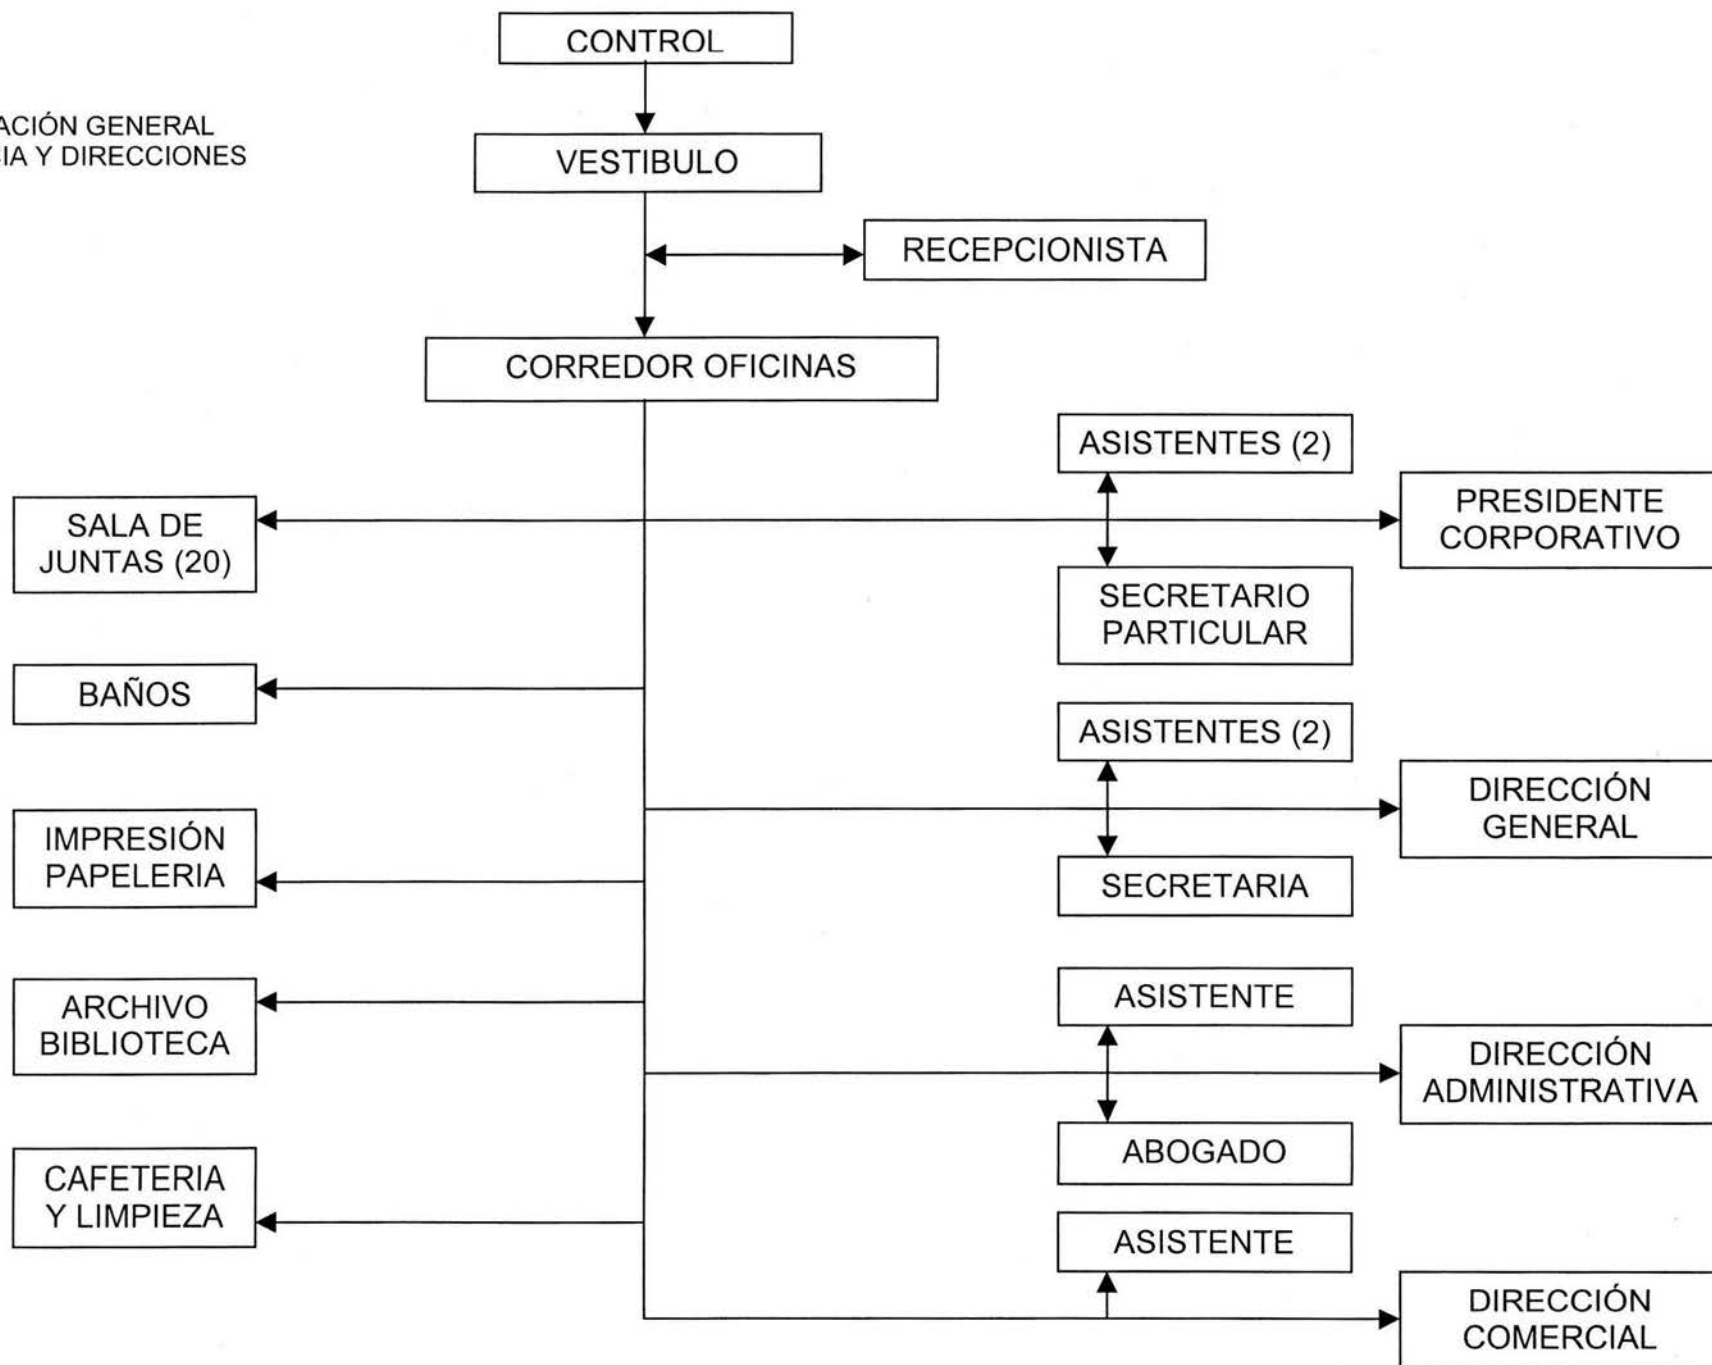 CONTROL
ACIÓN GENERAL
CIA Y DIRECCIONES
VESTIBULO
RECEPCIONISTA
CORREDOR OFICINAS
ASISTENTES (2)
SALA DE
JUNTAS (20)
PRESIDENTE
CORPORATIVO
SECRETARIO
PARTICULAR
BAÑOS
ASISTENTES (2)
IMPRESIÓN
PAPELERIA
DIRECCIÓN
GENERAL
SECRETARIA
ARCHIVO
BIBLIOTECA
ASISTENTE
DIRECCIÓN
ADMINISTRATIVA
ABOGADO
CAFETERIA
Y LIMPIEZA
ASISTENTE
DIRECCIÓN
COMERCIAL